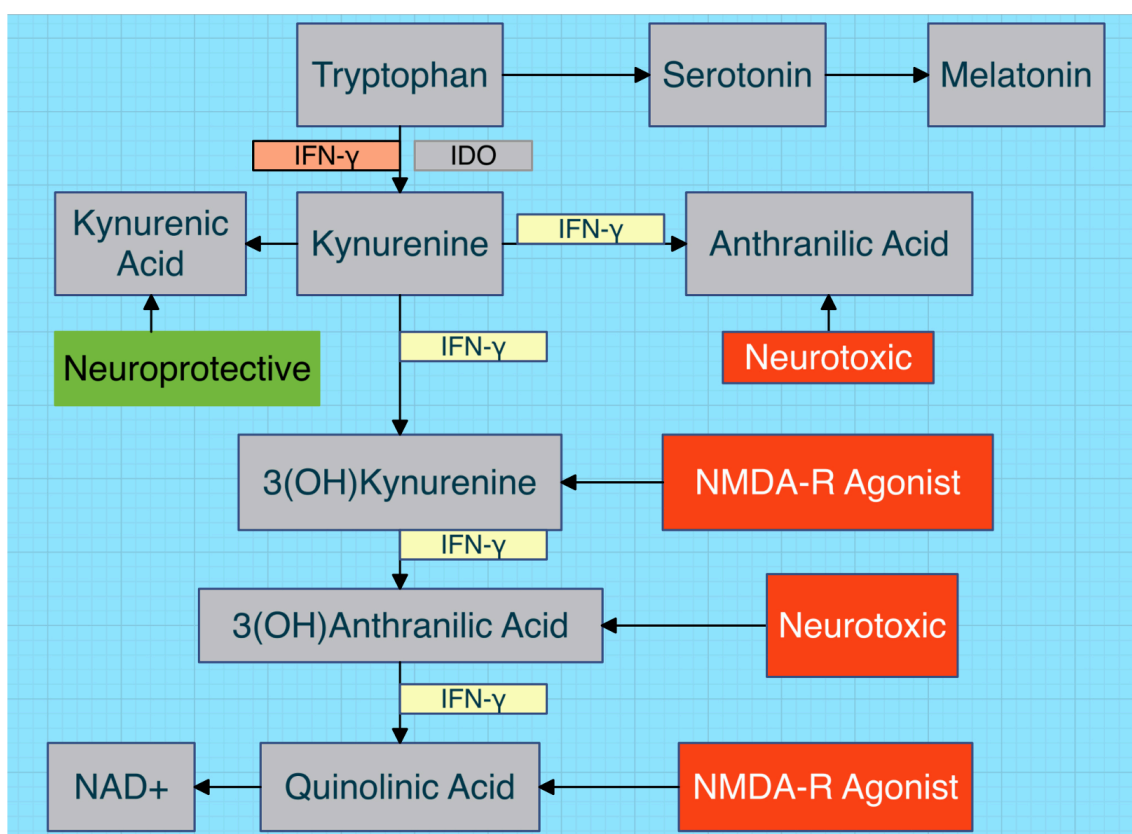 Tryptophan
Serotonin
Melatonin
IFN-γ
IDO
Kynurenic
Acid
Kynurenine
IFN-γ
Anthranilic Acid
Neuroprotective
IFN-γ
Neurotoxic
3(OH)Kynurenine
NMDA-R Agonist
IFN-γ
3(OH)Anthranilic Acid
Neurotoxic
IFN-γ
NAD+
Quinolinic Acid
NMDA-R Agonist